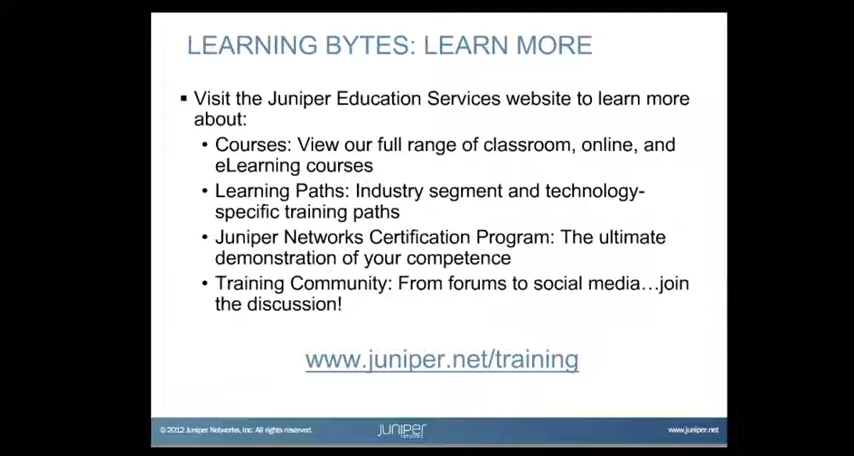 LEARNING BYTES: LEARN MORE
▪ Visit the Juniper Education Services website to learn more
about:
• Courses: View our full range of classroom, online, and
eLearning courses
• Learning Paths: Industry segment and technology-
specific training paths
• Juniper Networks Certification Program: The ultimate
demonstration of your competence
• Training Community: From forums to social media…join
the discussion!
www.juniper.net/training
© 2012 Juniper Networks, Inc. All rights reserved.
JUNIPER
NETWORKS
www.juniper.net